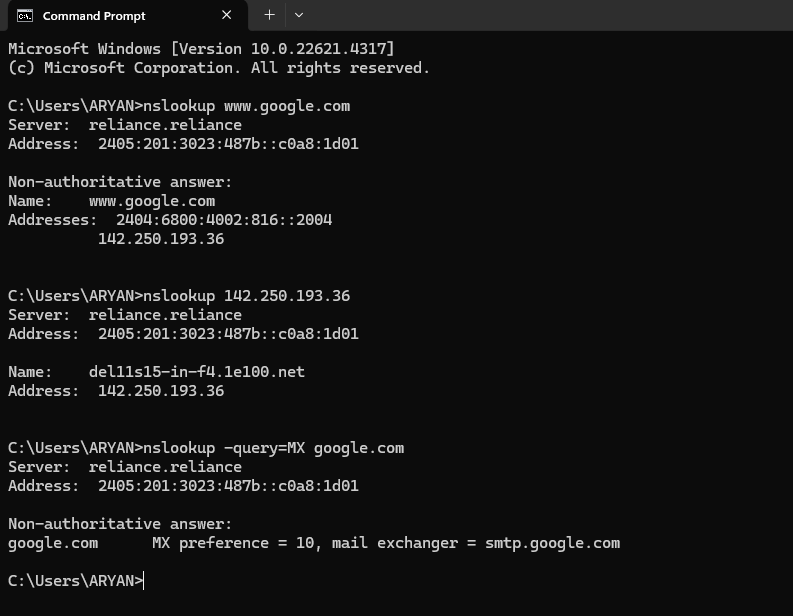 Command Prompt
Microsoft Windows [Version 10.0.22621.4317]
(c) Microsoft Corporation. All rights reserved.
C:\Users\ARYAN>nslookup www.google.com
Server:  reliance.reliance
Address:  2405:201:3023:487b::c0a8:1d01
Non-authoritative answer:
Name:    www.google.com
Addresses:  2404:6800:4002:816::2004
          142.250.193.36
C:\Users\ARYAN>nslookup 142.250.193.36
Server:  reliance.reliance
Address:  2405:201:3023:487b::c0a8:1d01
Name:    del11s15-in-f4.1e100.net
Address:  142.250.193.36
C:\Users\ARYAN>nslookup -query=MX google.com
Server:  reliance.reliance
Address:  2405:201:3023:487b::c0a8:1d01
Non-authoritative answer:
google.com      MX preference = 10, mail exchanger = smtp.google.com
C:\Users\ARYAN>